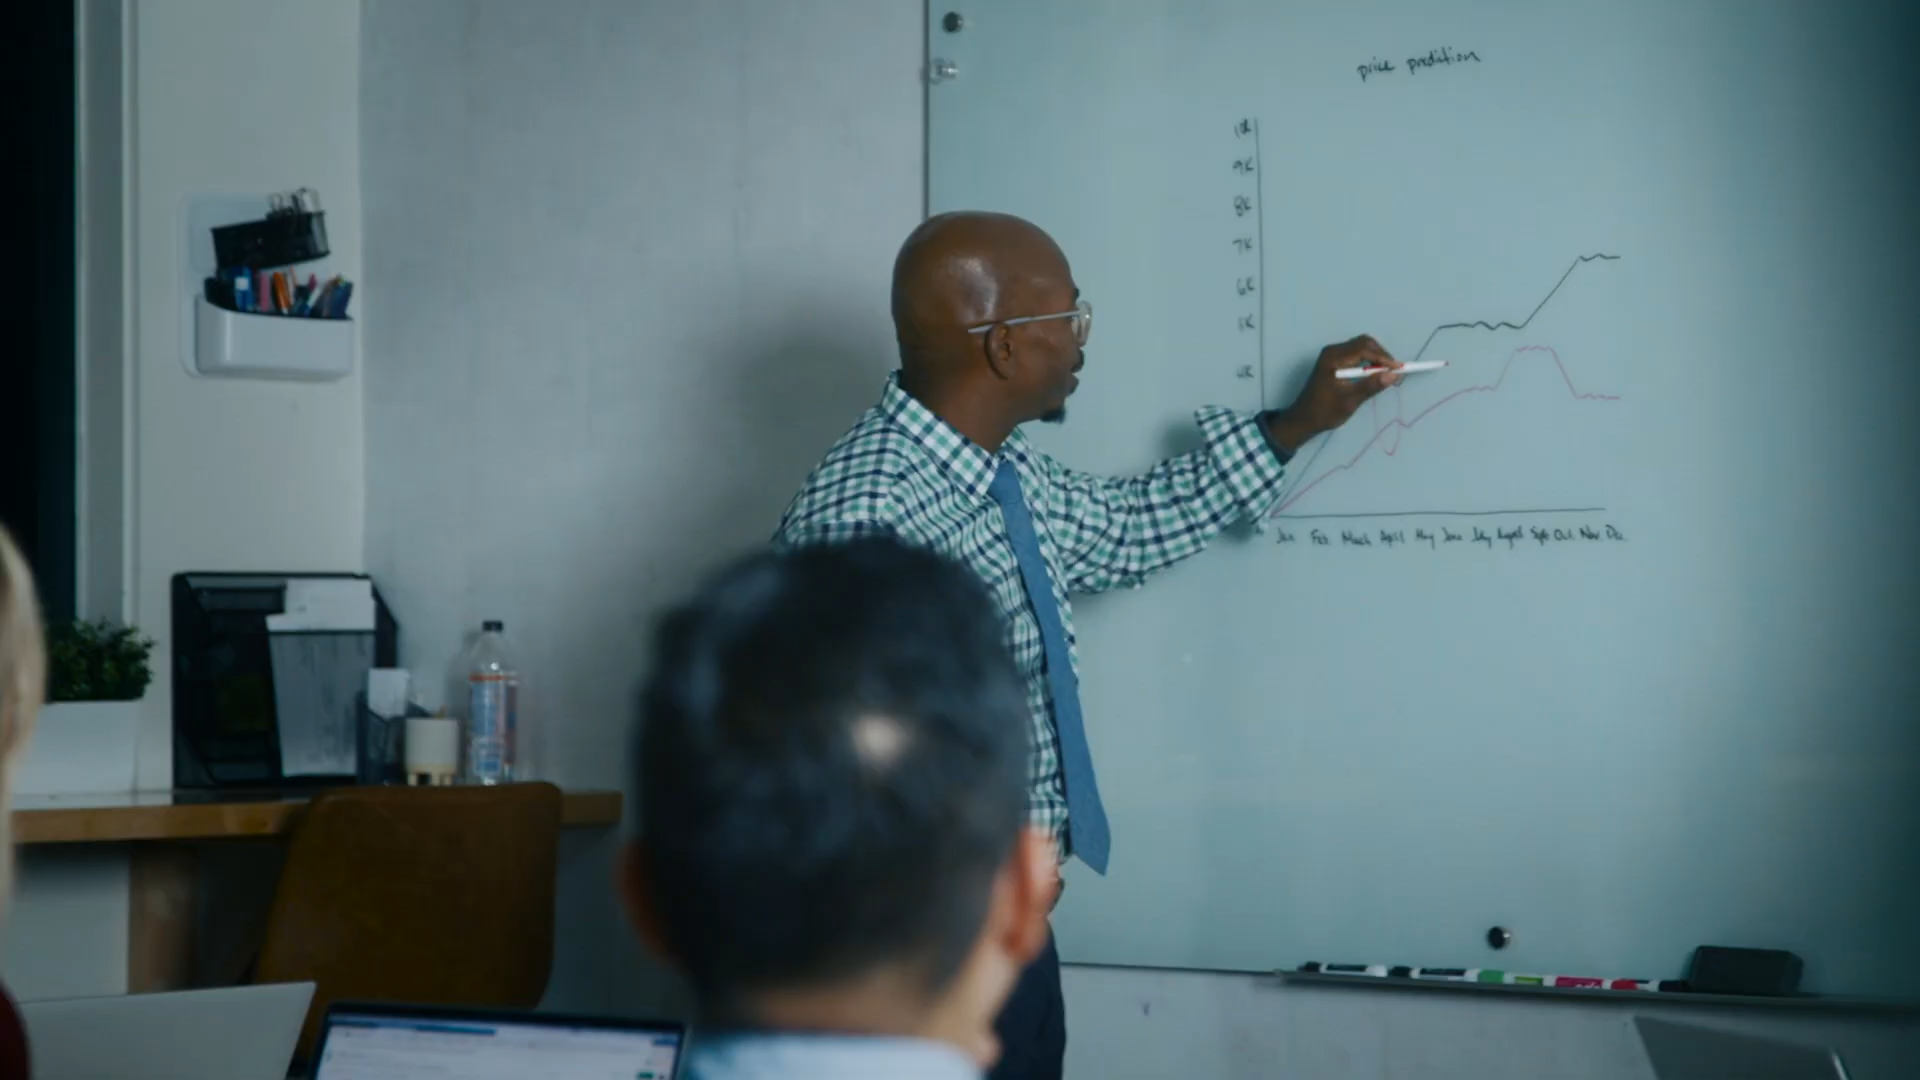 price prediction
10K
9K
8K
7K
6K
4K
Jan Feb March April May June July August Sept Oct Nov Dec